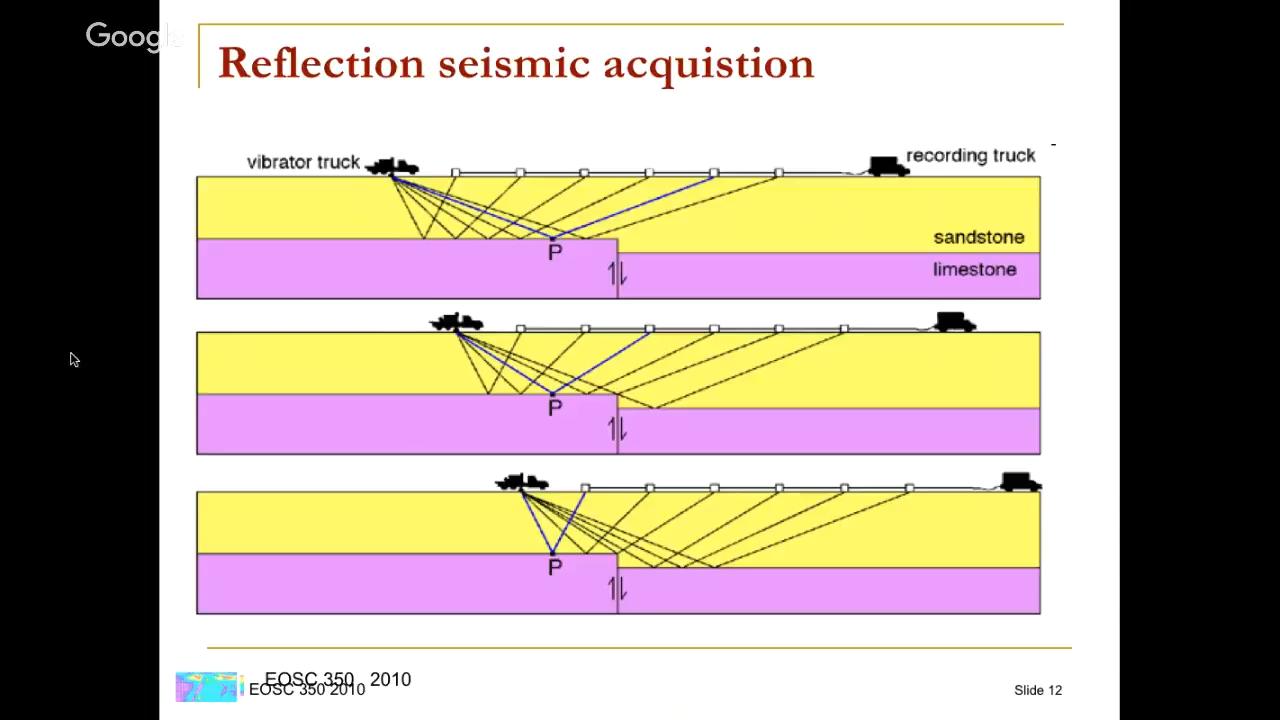 Google
Reflection seismic acquistion
vibrator truck
recording truck
sandstone
P
limestone
P
P
EOSC 350 2010
EOSC 350 2010
Slide 12